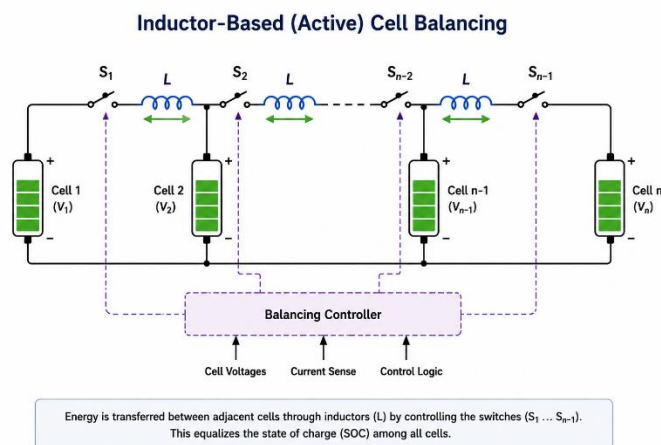 Inductor-Based (Active) Cell Balancing
S1 L S2 L Sn-2 L Sn-1
+ + + +
Cell 1
(V1)
Cell 2
(V2)
Cell n-1
(Vn-1)
Cell n
(Vn)
− − − −
Balancing Controller
Cell Voltages Current Sense Control Logic
Energy is transferred between adjacent cells through inductors (L) by controlling the switches (S1 ... Sn-1).
This equalizes the state of charge (SOC) among all cells.